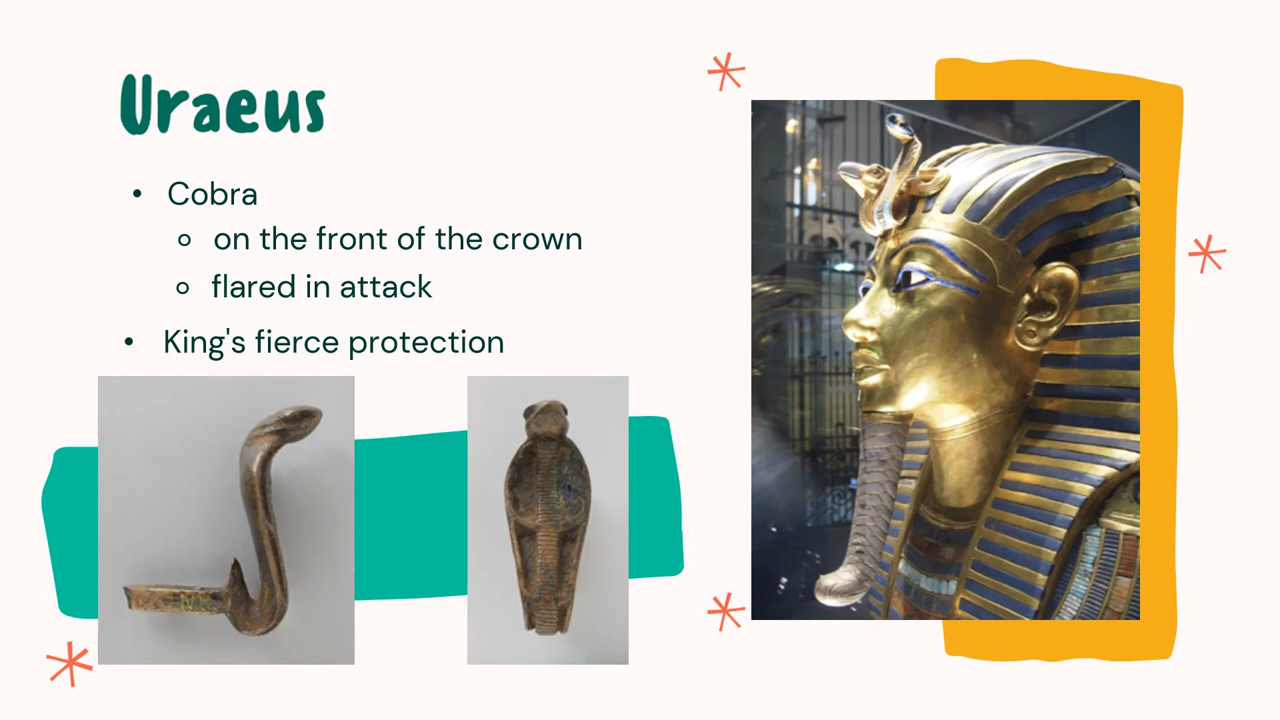 Uraeus
• Cobra
◦ on the front of the crown
◦ flared in attack
• King's fierce protection